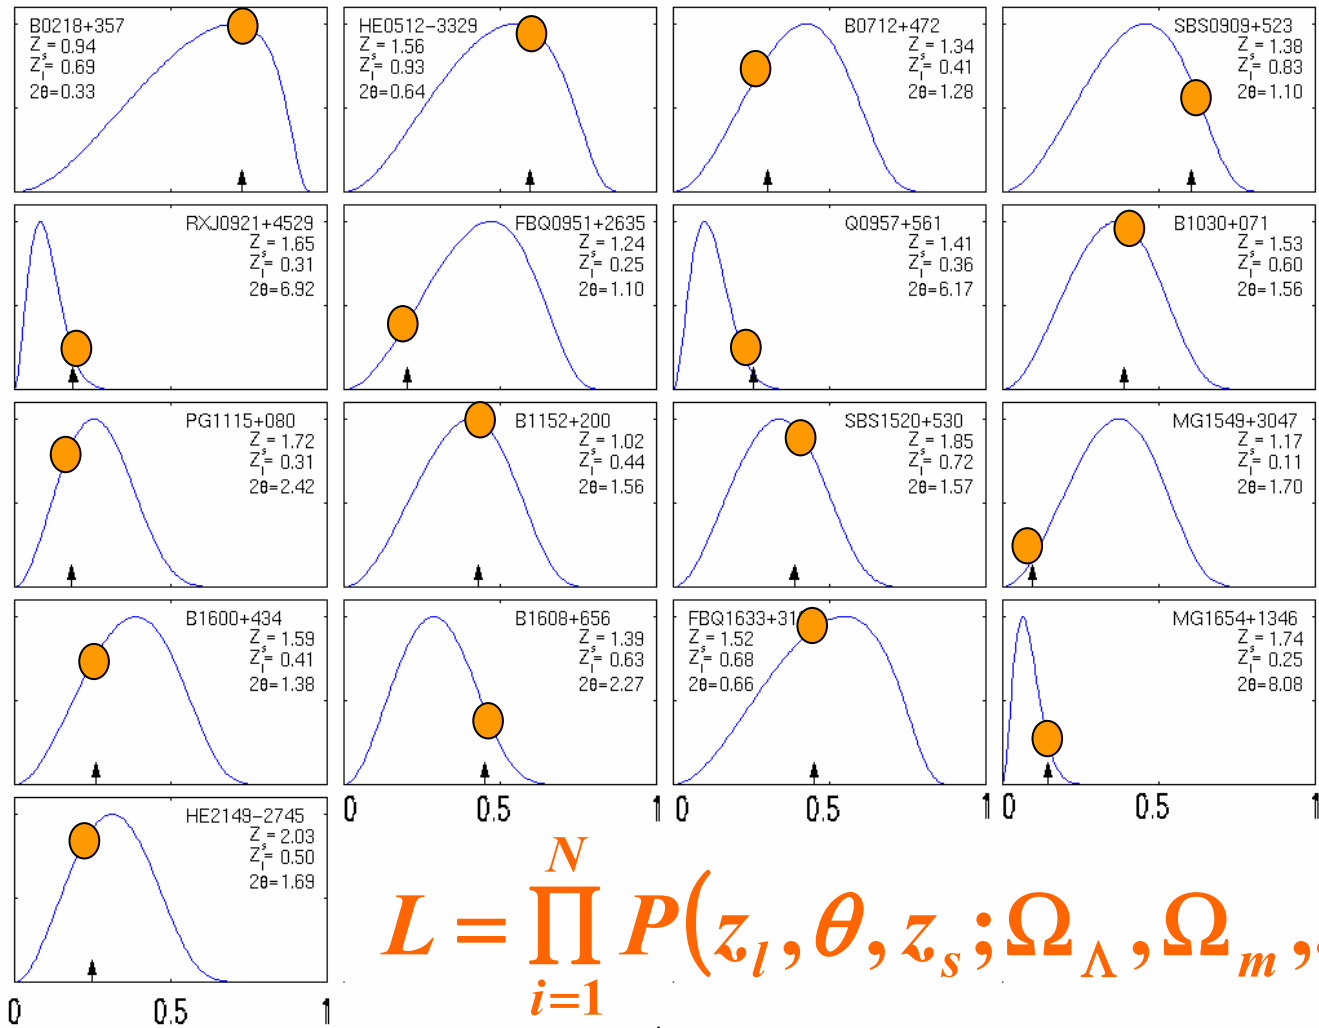 B0218+357
Zs= 0.94
Zl= 0.69
2θ=0.33
HE0512-3329
Zs= 1.56
Zl= 0.93
2θ=0.64
B0712+472
Zs= 1.34
Zl= 0.41
2θ=1.28
SBS0909+523
Zs= 1.38
Zl= 0.83
2θ=1.10
RXJ0921+4529
Zs= 1.65
Zl= 0.31
2θ=6.92
FBQ0951+2635
Zs= 1.24
Zl= 0.25
2θ=1.10
Q0957+561
Zs= 1.41
Zl= 0.36
2θ=6.17
B1030+071
Zs= 1.53
Zl= 0.60
2θ=1.56
PG1115+080
Zs= 1.72
Zl= 0.31
2θ=2.42
B1152+200
Zs= 1.02
Zl= 0.44
2θ=1.56
SBS1520+530
Zs= 1.85
Zl= 0.72
2θ=1.57
MG1549+3047
Zs= 1.17
Zl= 0.11
2θ=1.70
B1600+434
Zs= 1.59
Zl= 0.41
2θ=1.38
B1608+656
Zs= 1.39
Zl= 0.63
2θ=2.27
FBQ1633+31
Zs= 1.52
Zl= 0.68
2θ=0.66
MG1654+1346
Zs= 1.74
Zl= 0.25
2θ=8.08
0 0.5 1 0 0.5 1 0 0.5 1
HE2149-2745
Zs= 2.03
Zl= 0.50
2θ=1.69
0 0.5 1
L = ∏_{i=1}^{N} P(z_l, θ, z_s; Ω_Λ, Ω_m,